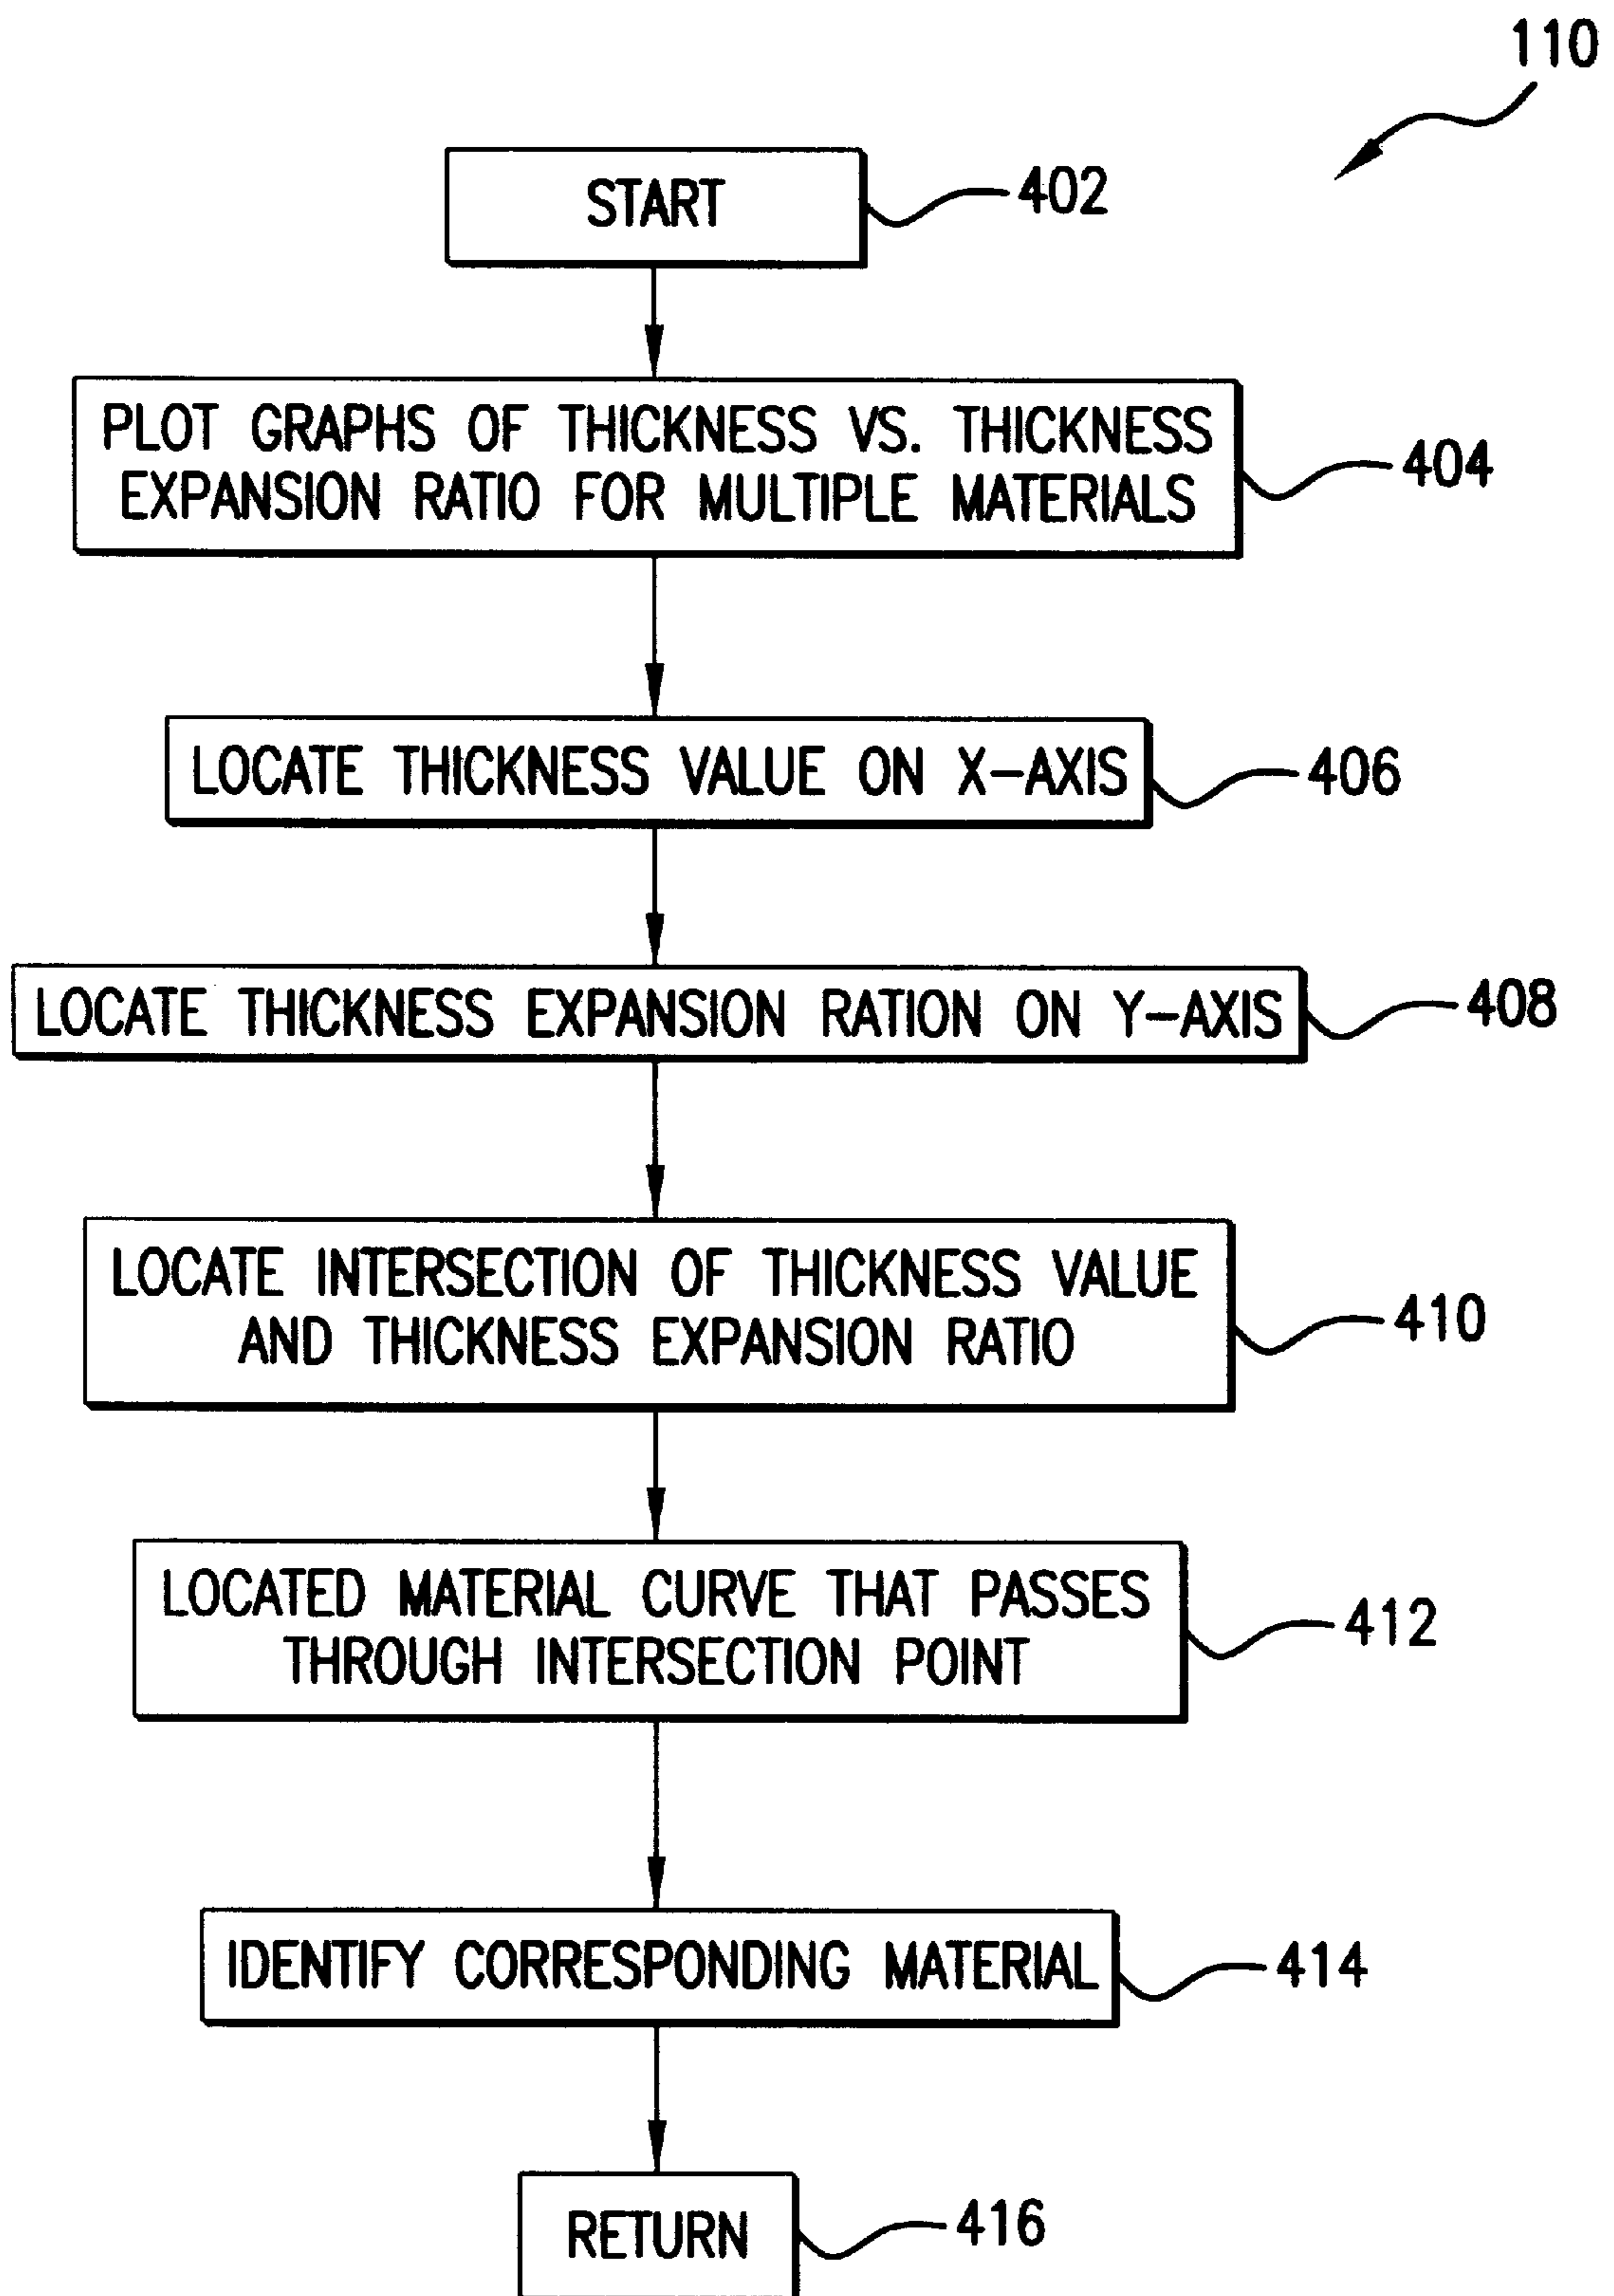 110
START
402
PLOT GRAPHS OF THICKNESS VS. THICKNESS
EXPANSION RATIO FOR MULTIPLE MATERIALS
404
LOCATE THICKNESS VALUE ON X-AXIS
406
LOCATE THICKNESS EXPANSION RATION ON Y-AXIS
408
LOCATE INTERSECTION OF THICKNESS VALUE
AND THICKNESS EXPANSION RATIO
410
LOCATED MATERIAL CURVE THAT PASSES
THROUGH INTERSECTION POINT
412
IDENTIFY CORRESPONDING MATERIAL
414
RETURN
416